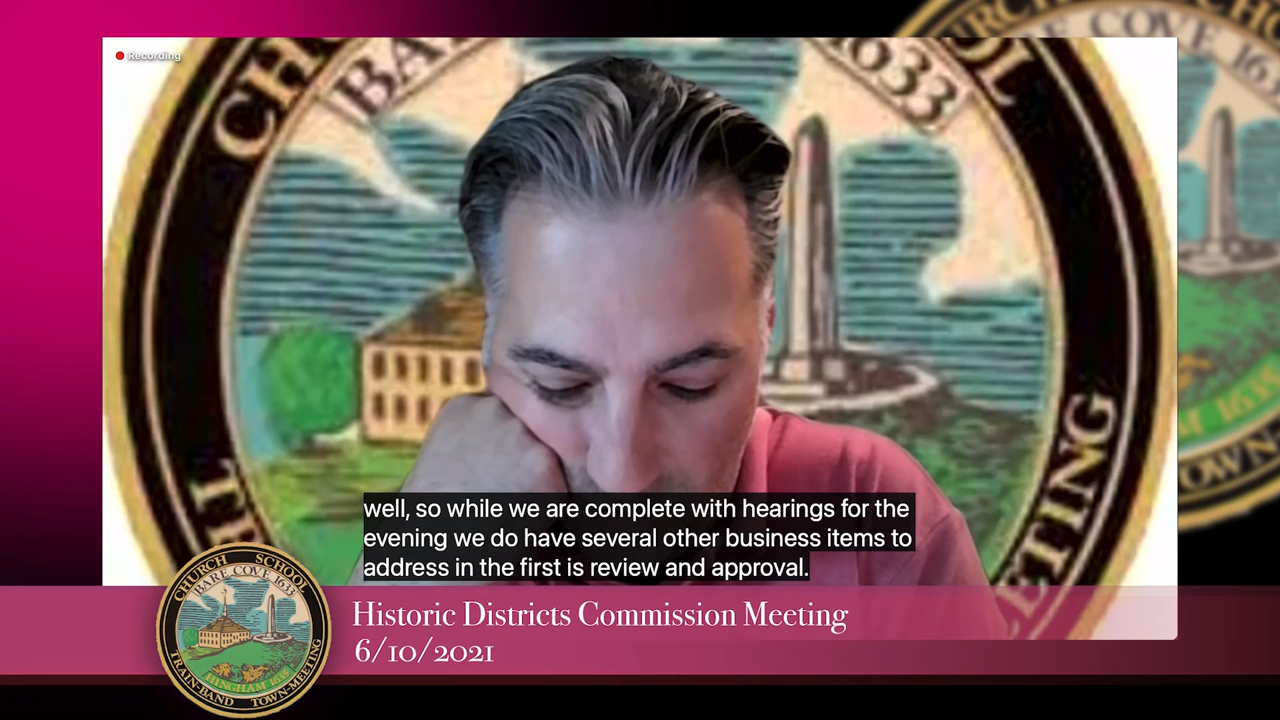 Recording
CHURCH SCHOOL
BARE COVE 1633
well, so while we are complete with hearings for the
evening we do have several other business items to
address in the first is review and approval.
Historic Districts Commission Meeting
6/10/2021
CHURCH SCHOOL
BARE COVE 1633
HINGHAM 1635
TRAIN-BAND TOWN-MEETING